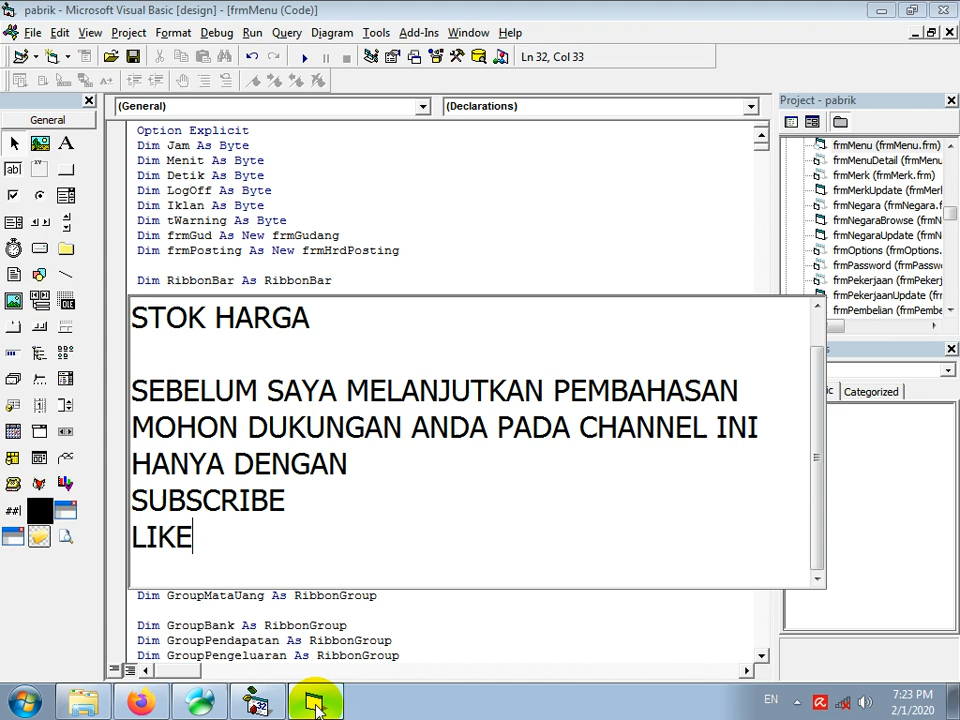 pabrik - Microsoft Visual Basic [design] - [frmMenu (Code)]
File Edit View Project Format Debug Run Query Diagram Tools Add-Ins Window Help
Ln 32, Col 33
General
(General)
(Declarations)
Project - pabrik
Option Explicit
Dim Jam As Byte
Dim Menit As Byte
Dim Detik As Byte
Dim LogOff As Byte
Dim Iklan As Byte
Dim tWarning As Byte
Dim frmGud As New frmGudang
Dim frmPosting As New frmHrdPosting
Dim RibbonBar As RibbonBar
frmMenu (frmMenu.frm)
frmMenuDetail (frmMenu
frmMerk (frmMerk.frm)
frmMerkUpdate (frmMerl
frmNegara (frmNegara.f
frmNegaraBrowse (frmN
frmNegaraUpdate (frmN
frmOptions (frmOptions.
frmPassword (frmPassw
frmPekerjaan (frmPekerj
frmPekerjaanUpdate (frm
frmPembelian (frmPembel
STOK HARGA
SEBELUM SAYA MELANJUTKAN PEMBAHASAN
MOHON DUKUNGAN ANDA PADA CHANNEL INI
HANYA DENGAN
SUBSCRIBE
LIKE
Categorized
Dim GroupMataUang As RibbonGroup
Dim GroupBank As RibbonGroup
Dim GroupPendapatan As RibbonGroup
Dim GroupPengeluaran As RibbonGroup
EN
7:23 PM
2/1/2020